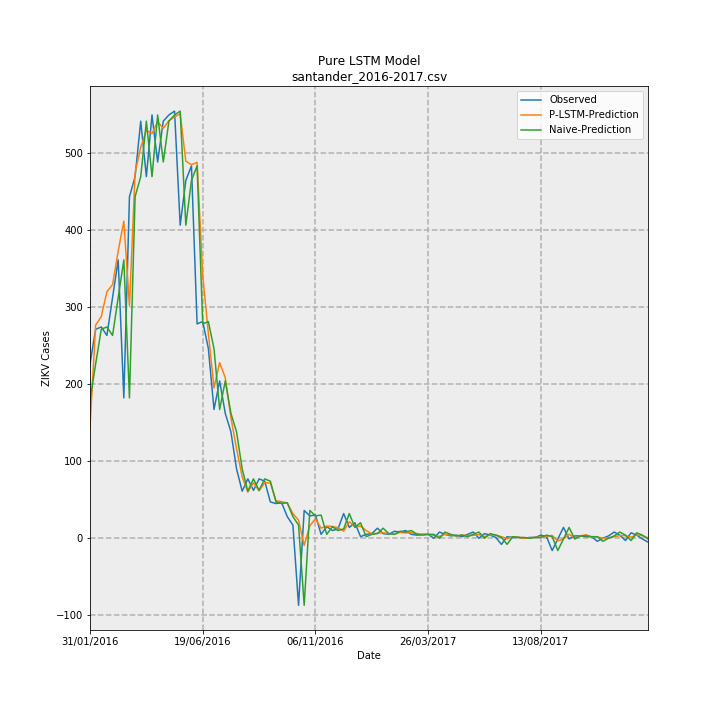 Pure LSTM Model
santander_2016-2017.csv
Observed
P-LSTM-Prediction
Naive-Prediction
ZIKV Cases
500
400
300
200
100
0
−100
31/01/2016
19/06/2016
06/11/2016
26/03/2017
13/08/2017
Date